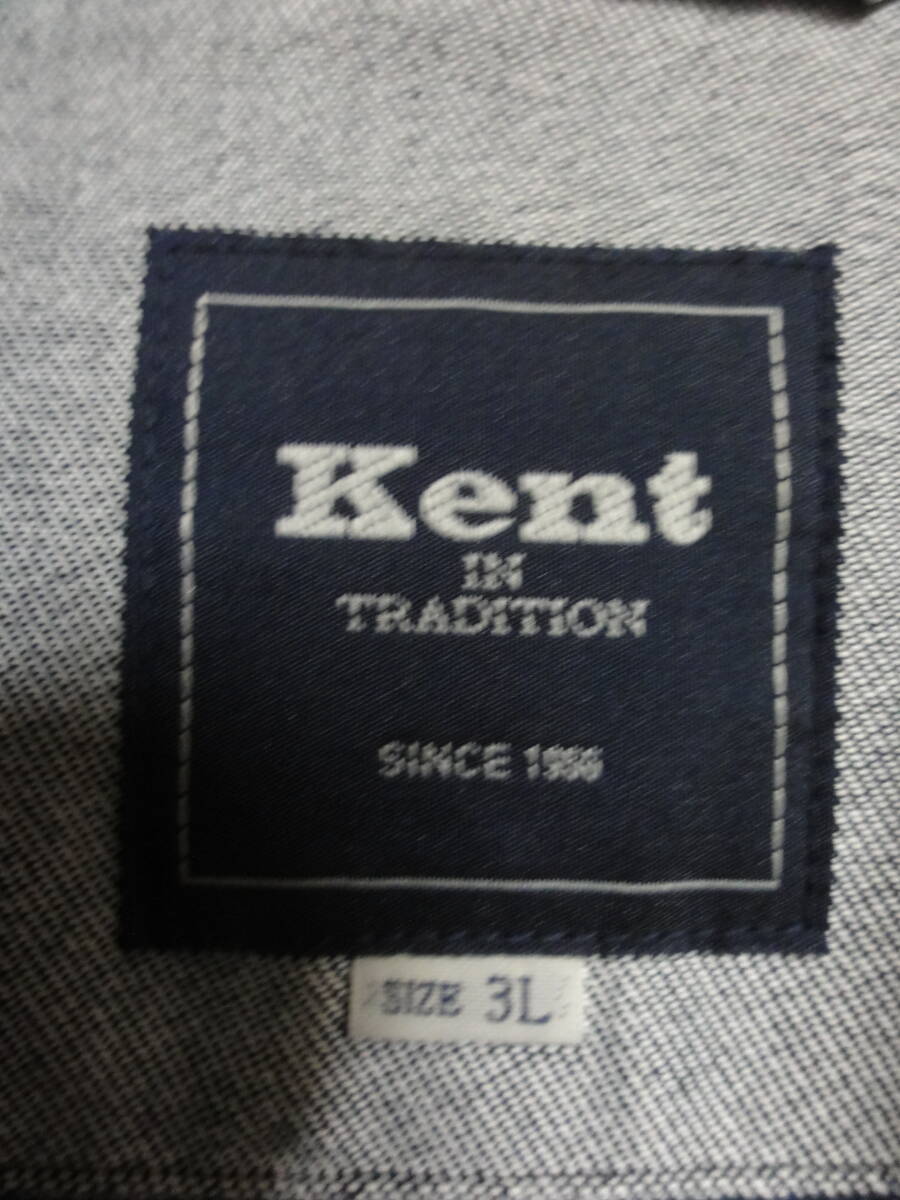 Kent
IN
TRADITION
SINCE
SIZE 3L